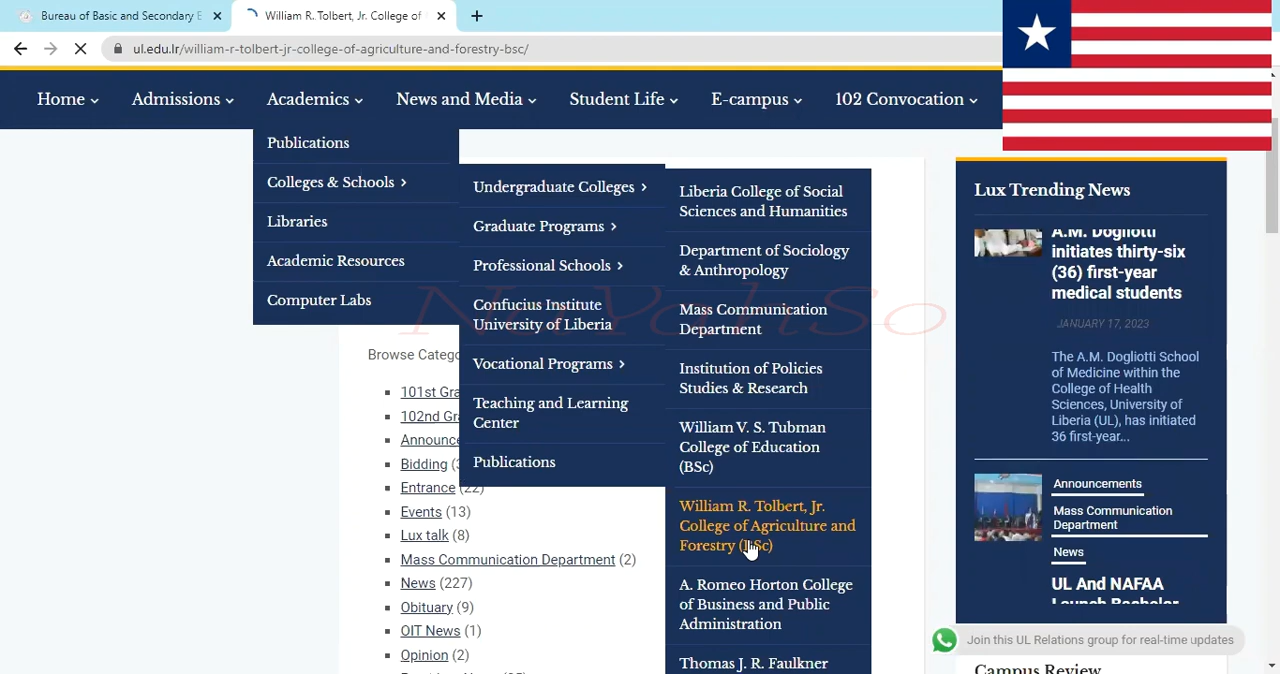 Bureau of Basic and Secondary E
William R. Tolbert, Jr. College of
ul.edu.lr/william-r-tolbert-jr-college-of-agriculture-and-forestry-bsc/
Home
Admissions
Academics
News and Media
Student Life
E-campus
102 Convocation
Publications
Colleges & Schools
Libraries
Academic Resources
Computer Labs
Undergraduate Colleges
Graduate Programs
Professional Schools
Confucius Institute
University of Liberia
Vocational Programs
Teaching and Learning
Center
Publications
Liberia College of Social
Sciences and Humanities
Department of Sociology
& Anthropology
Mass Communication
Department
Institution of Policies
Studies & Research
William V. S. Tubman
College of Education
(BSc)
William R. Tolbert, Jr.
College of Agriculture and
Forestry (BSc)
A. Romeo Horton College
of Business and Public
Administration
Thomas J. R. Faulkner
NaYaliSo
Browse Catego
101st Gra
102nd Gr
Announce
Bidding (
Entrance (22)
Events (13)
Lux talk (8)
Mass Communication Department (2)
News (227)
Obituary (9)
OIT News (1)
Opinion (2)
Lux Trending News
A.M. Dogliotti
initiates thirty-six
(36) first-year
medical students
JANUARY 17, 2023
The A.M. Dogliotti School
of Medicine within the
College of Health
Sciences, University of
Liberia (UL), has initiated
36 first-year...
Announcements
Mass Communication
Department
News
UL And NAFAA
Launch Bachelor
Join this UL Relations group for real-time updates
Campus Review